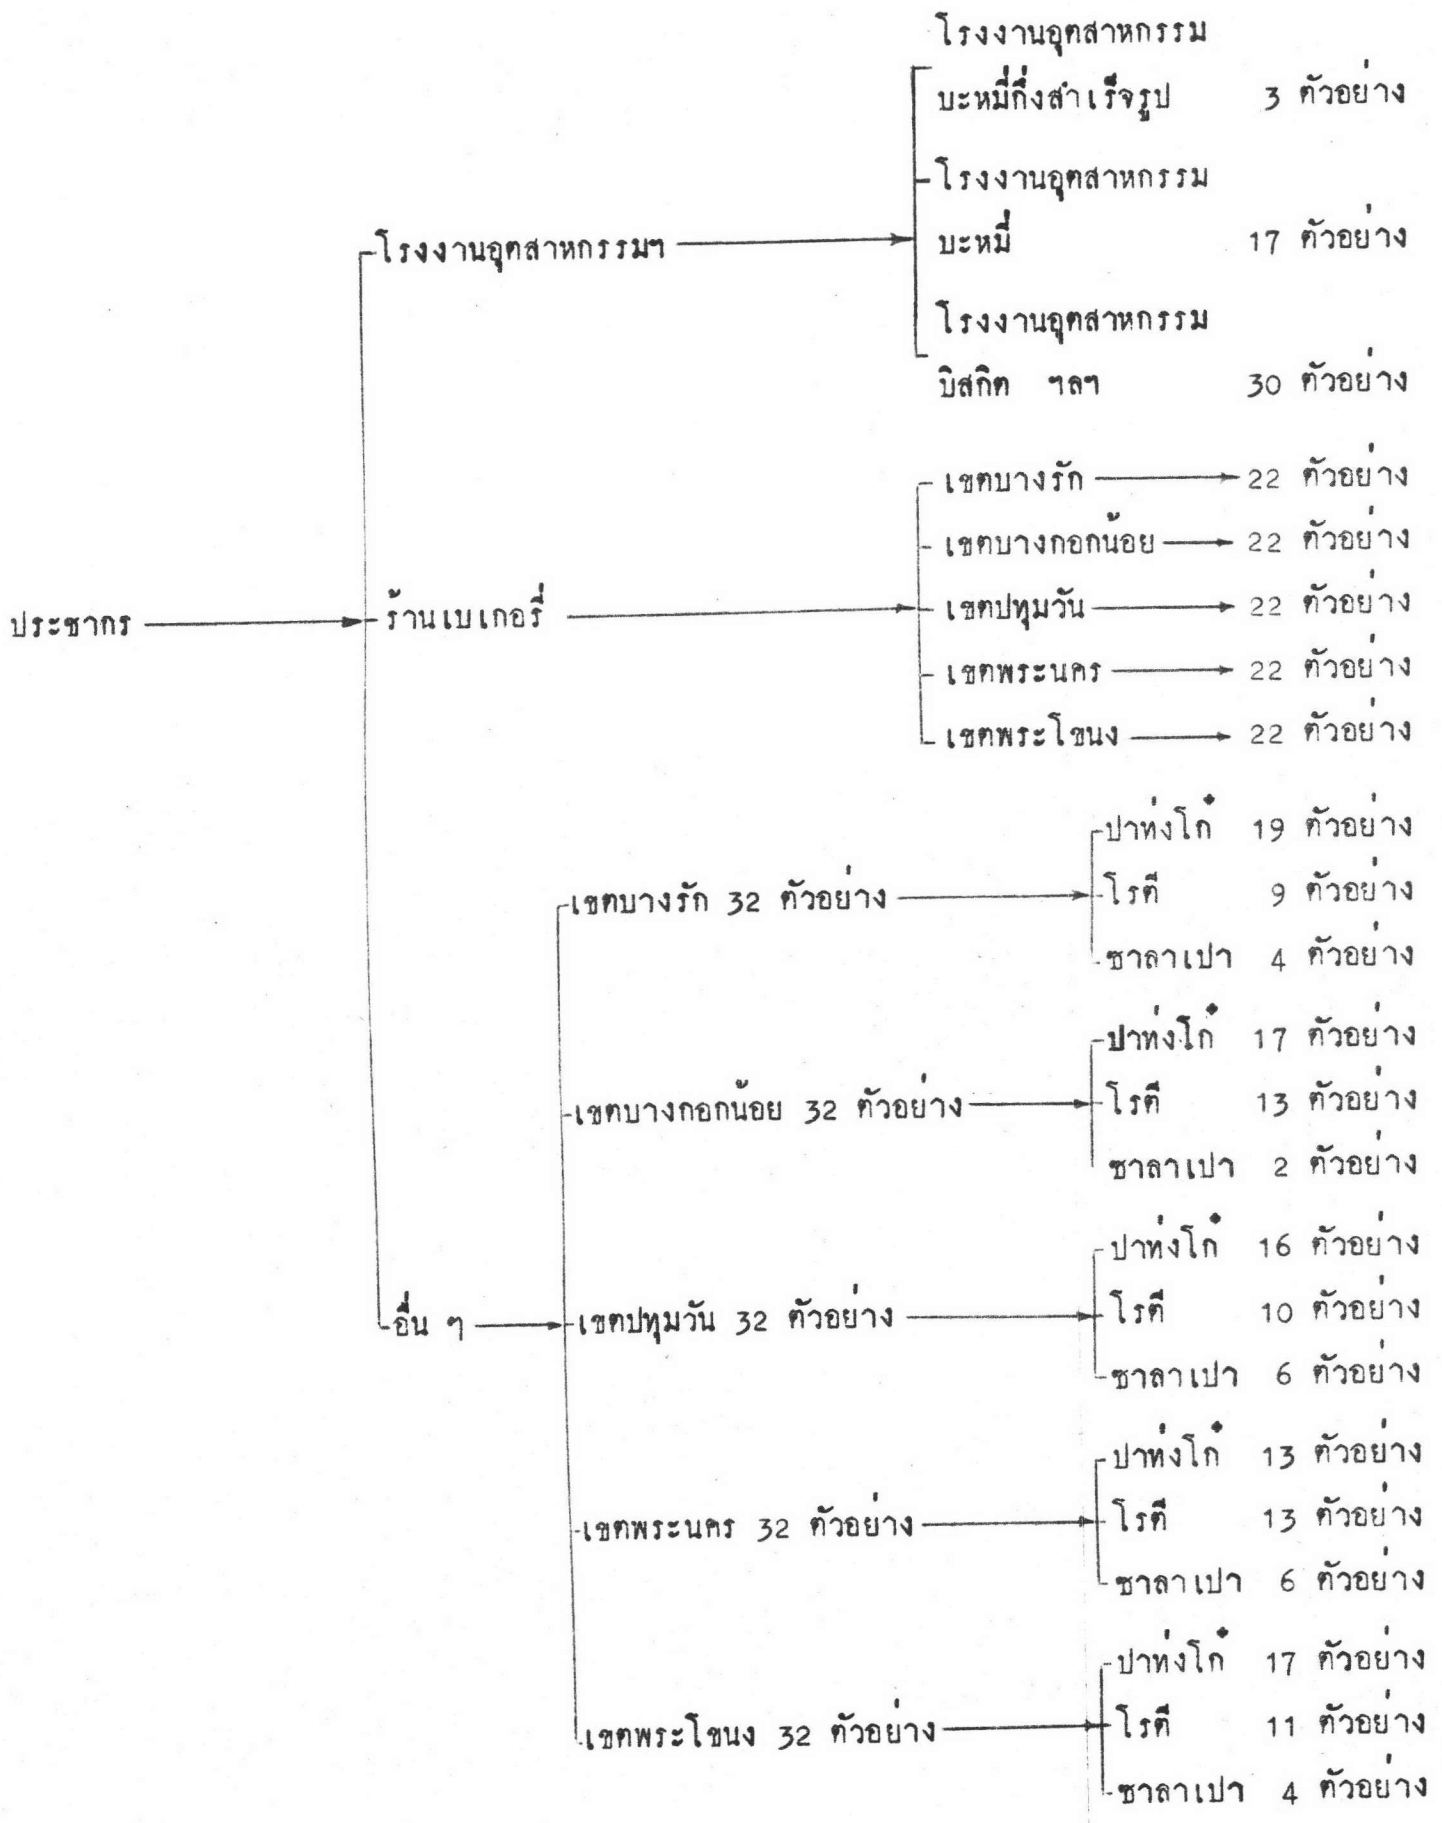 โรงงานอุตสาหกรรม
บะหมี่กึ่งสำเร็จรูป 3 ตัวอย่าง
โรงงานอุตสาหกรรม
โรงงานอุตสาหกรรมฯ บะหมี่ 17 ตัวอย่าง
โรงงานอุตสาหกรรม
บิสกิต ฯลฯ 30 ตัวอย่าง
เขตบางรัก 22 ตัวอย่าง
เขตบางกอกน้อย 22 ตัวอย่าง
ประชากร ร้านเบเกอรี่ เขตปทุมวัน 22 ตัวอย่าง
เขตพระนคร 22 ตัวอย่าง
เขตพระโขนง 22 ตัวอย่าง
ปาท่งโก๋ 19 ตัวอย่าง
เขตบางรัก 32 ตัวอย่าง โรตี 9 ตัวอย่าง
ซาลาเปา 4 ตัวอย่าง
ปาท่งโก๋ 17 ตัวอย่าง
เขตบางกอกน้อย 32 ตัวอย่าง โรตี 13 ตัวอย่าง
ซาลาเปา 2 ตัวอย่าง
ปาท่งโก๋ 16 ตัวอย่าง
อื่น ๆ เขตปทุมวัน 32 ตัวอย่าง โรตี 10 ตัวอย่าง
ซาลาเปา 6 ตัวอย่าง
ปาท่งโก๋ 13 ตัวอย่าง
เขตพระนคร 32 ตัวอย่าง โรตี 13 ตัวอย่าง
ซาลาเปา 6 ตัวอย่าง
ปาท่งโก๋ 17 ตัวอย่าง
เขตพระโขนง 32 ตัวอย่าง โรตี 11 ตัวอย่าง
ซาลาเปา 4 ตัวอย่าง